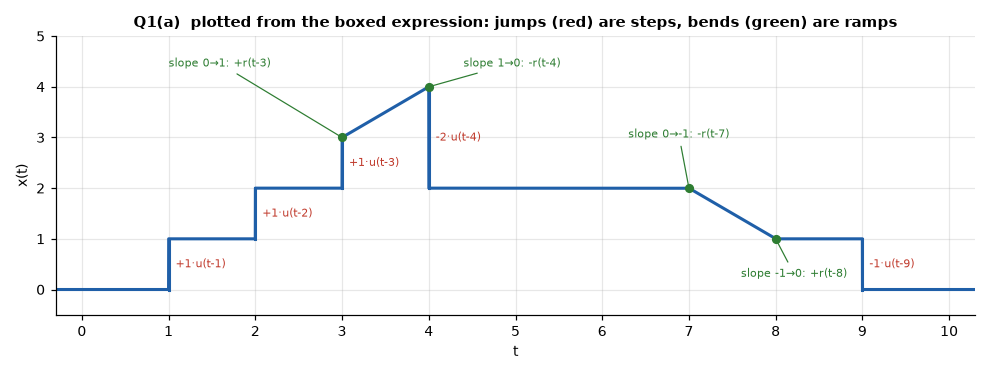 Q1(a)  plotted from the boxed expression: jumps (red) are steps, bends (green) are ramps
x(t)
5
4
3
2
1
0
slope 0→1: +r(t-3)
slope 1→0: -r(t-4)
-2·u(t-4)
slope 0→-1: -r(t-7)
+1·u(t-3)
+1·u(t-2)
+1·u(t-1)
slope -1→0: +r(t-8)
-1·u(t-9)
0 1 2 3 4 5 6 7 8 9 10
t